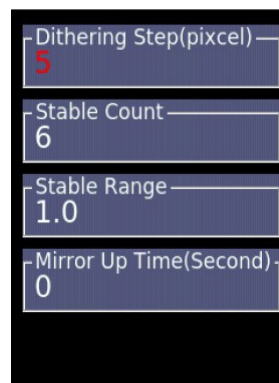 Dithering Step(pixcel)
5
Stable Count
6
Stable Range
1.0
Mirror Up Time(Second)
0